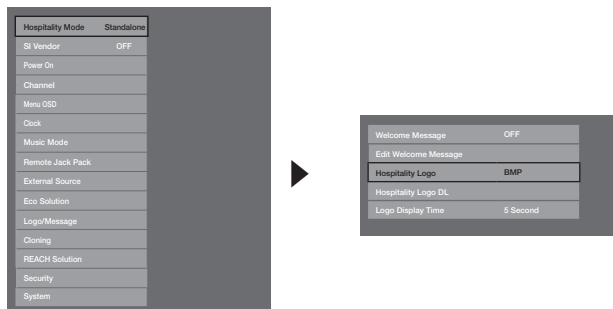 Hospitality Mode Standalone
SI Vendor OFF
Power On
Channel
Menu OSD
Clock
Music Mode
Remote Jack Pack
External Source
Eco Solution
Logo/Message
Cloning
REACH Solution
Security
System
Welcome Message OFF
Edit Welcome Message
Hospitality Logo BMP
Hospitality Logo DL
Logo Display Time 5 Second